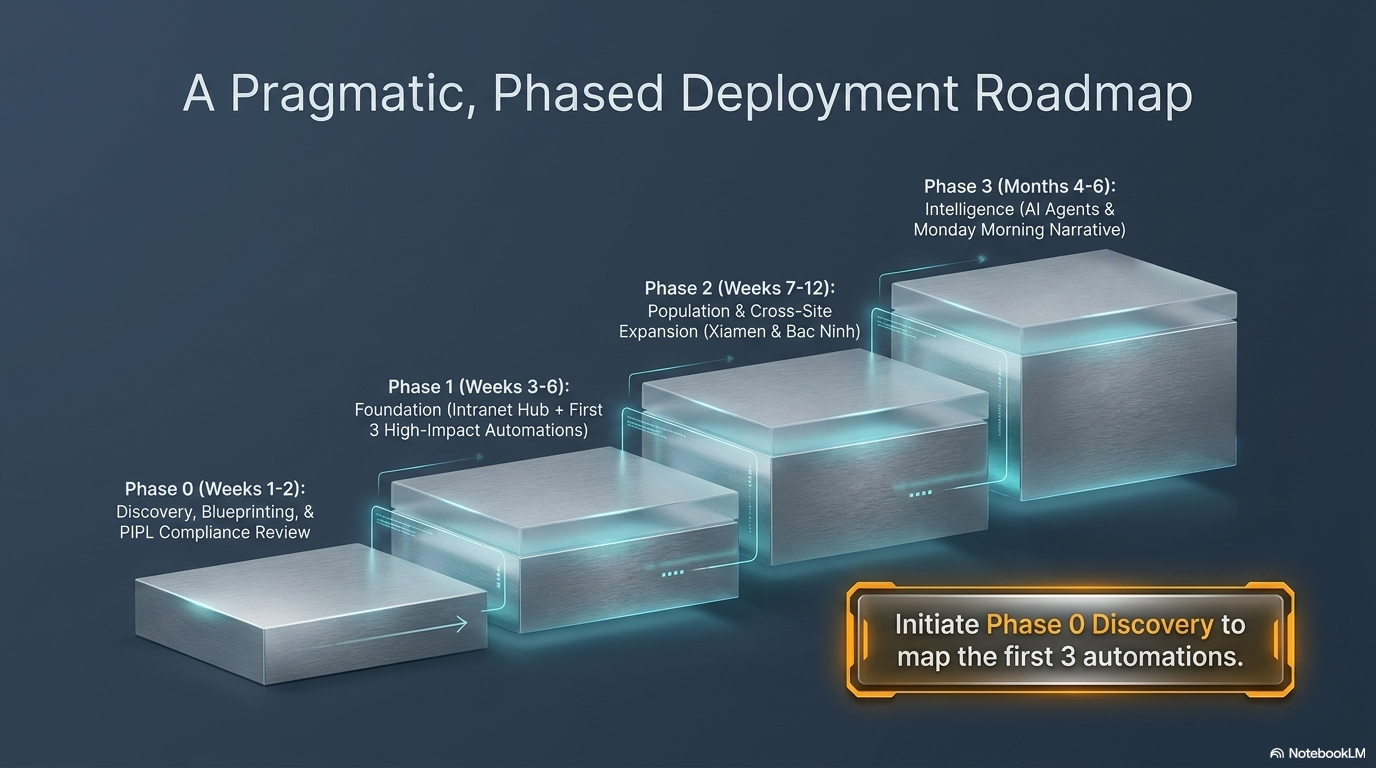 A Pragmatic, Phased Deployment Roadmap
Phase 0 (Weeks 1-2):
Discovery, Blueprinting, &
PIPL Compliance Review
Phase 1 (Weeks 3-6):
Foundation (Intranet Hub + First
3 High-Impact Automations)
Phase 2 (Weeks 7-12):
Population & Cross-Site
Expansion (Xiamen & Bac Ninh)
Phase 3 (Months 4-6):
Intelligence (AI Agents &
Monday Morning Narrative)
Initiate Phase 0 Discovery to
map the first 3 automations.
NotebookLM